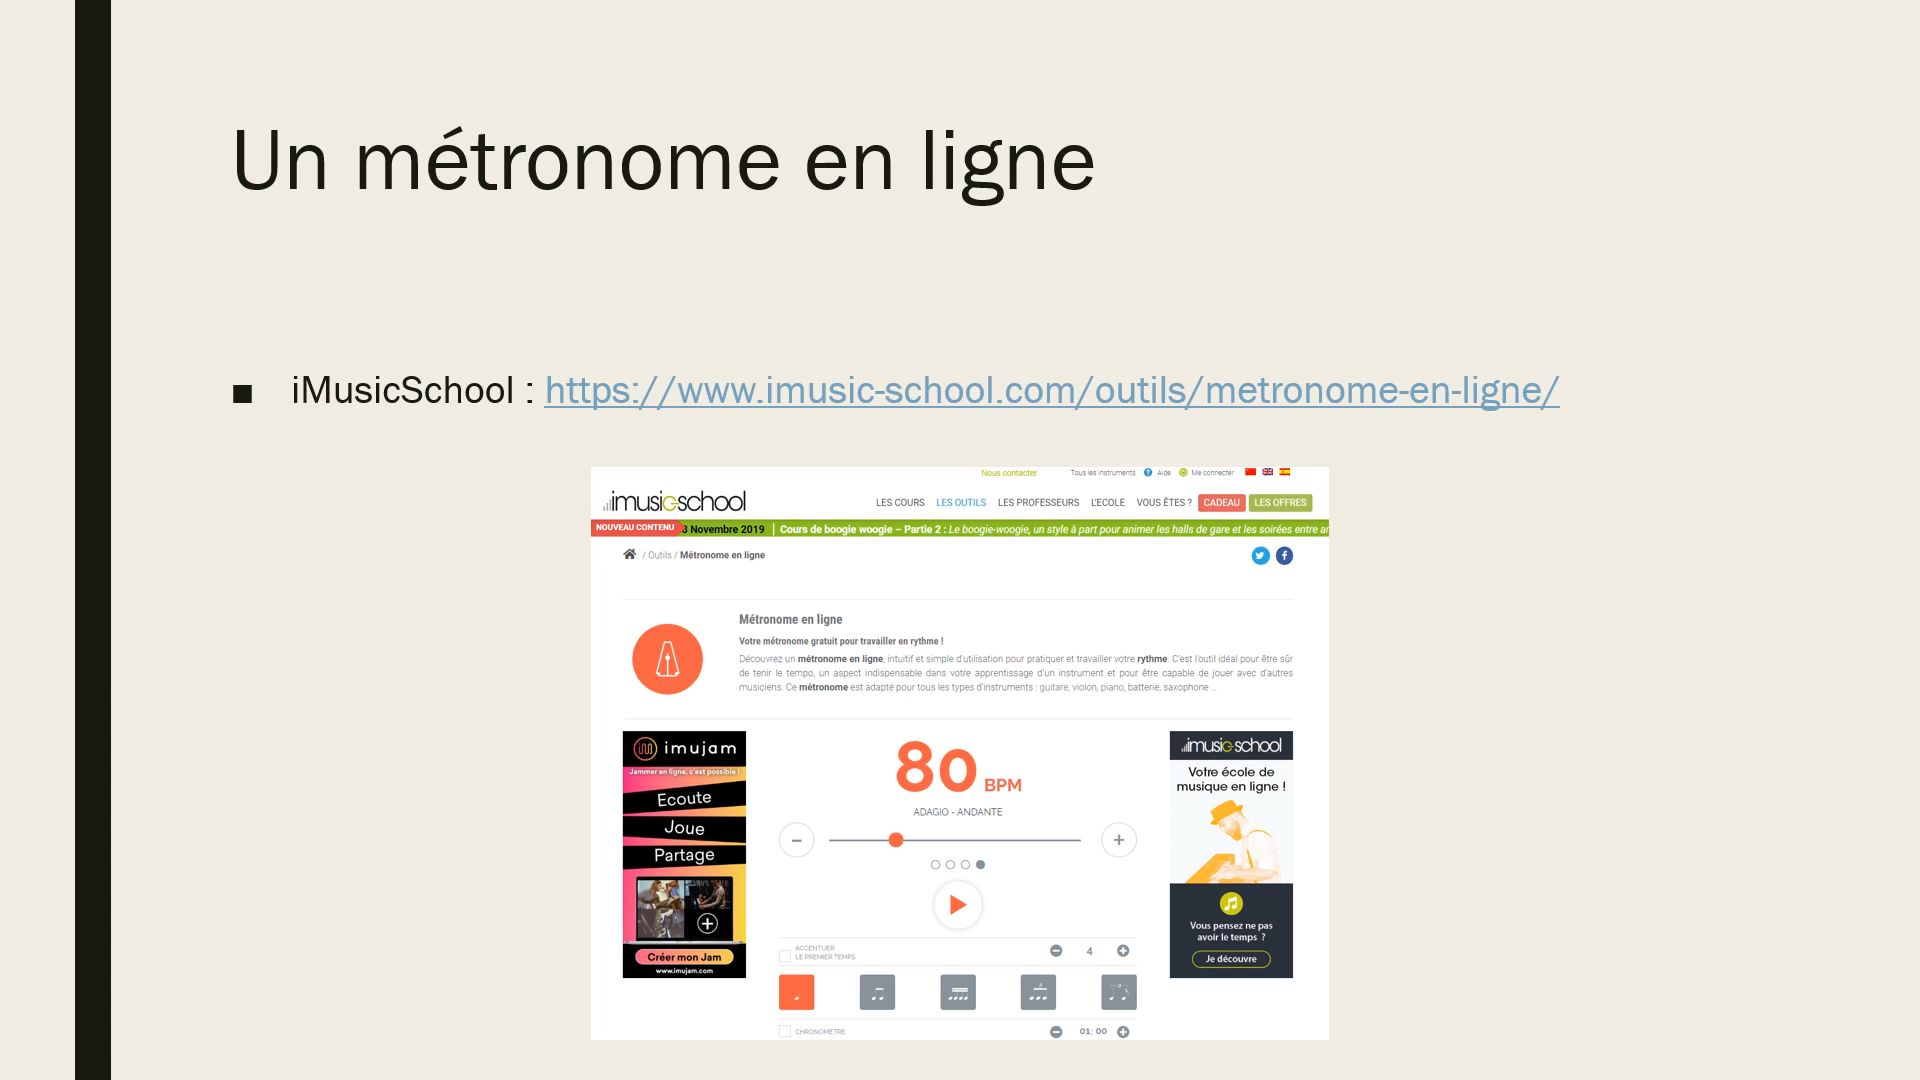 Un métronome en ligne
■ iMusicSchool : https://www.imusic-school.com/outils/metronome-en-ligne/
Nous contacter Tous les instruments Aide Me connecter
imusic-school LES COURS LES OUTILS LES PROFESSEURS L'ECOLE VOUS ÊTES ? CADEAU LES OFFRES
NOUVEAU CONTENU 3 Novembre 2019 | Cours de boogie woogie – Partie 2 : Le boogie-woogie, un style à part pour animer les halls de gare et les soirées entre
/ Outils / Métronome en ligne
Métronome en ligne
Votre métronome gratuit pour travailler en rythme !
Découvrez un métronome en ligne, intuitif et simple d'utilisation pour pratiquer et travailler votre rythme. C'est l'outil idéal pour être sûr
de tenir le tempo, un aspect indispensable dans votre apprentissage d'un instrument et pour être capable de jouer avec d'autres
musiciens. Ce métronome est adapté pour tous les types d'instruments : guitare, violon, piano, batterie, saxophone ...
imujam
Jammer en ligne, c'est possible !
Ecoute
Joue
Partage
Créer mon Jam
www.imujam.com
80 BPM
ADAGIO - ANDANTE
- +
ACCENTUER
LE PREMIER TEMPS
4
3
CHRONOMETRE 01: 00
imusic-school
Votre école de
musique en ligne !
Vous pensez ne pas
avoir le temps ?
Je découvre